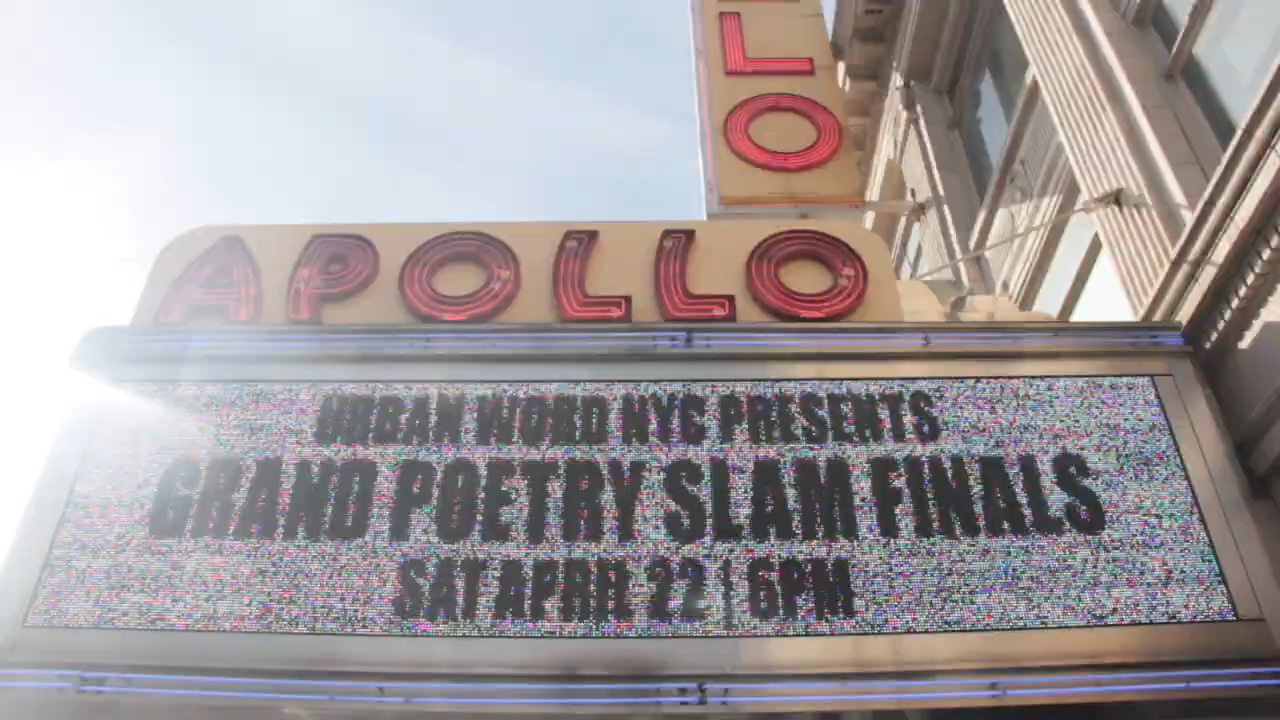 LO
APOLLO
URBAN WORD NYC PRESENTS
GRAND POETRY SLAM FINALS
SAT APRIL 22 | 6PM